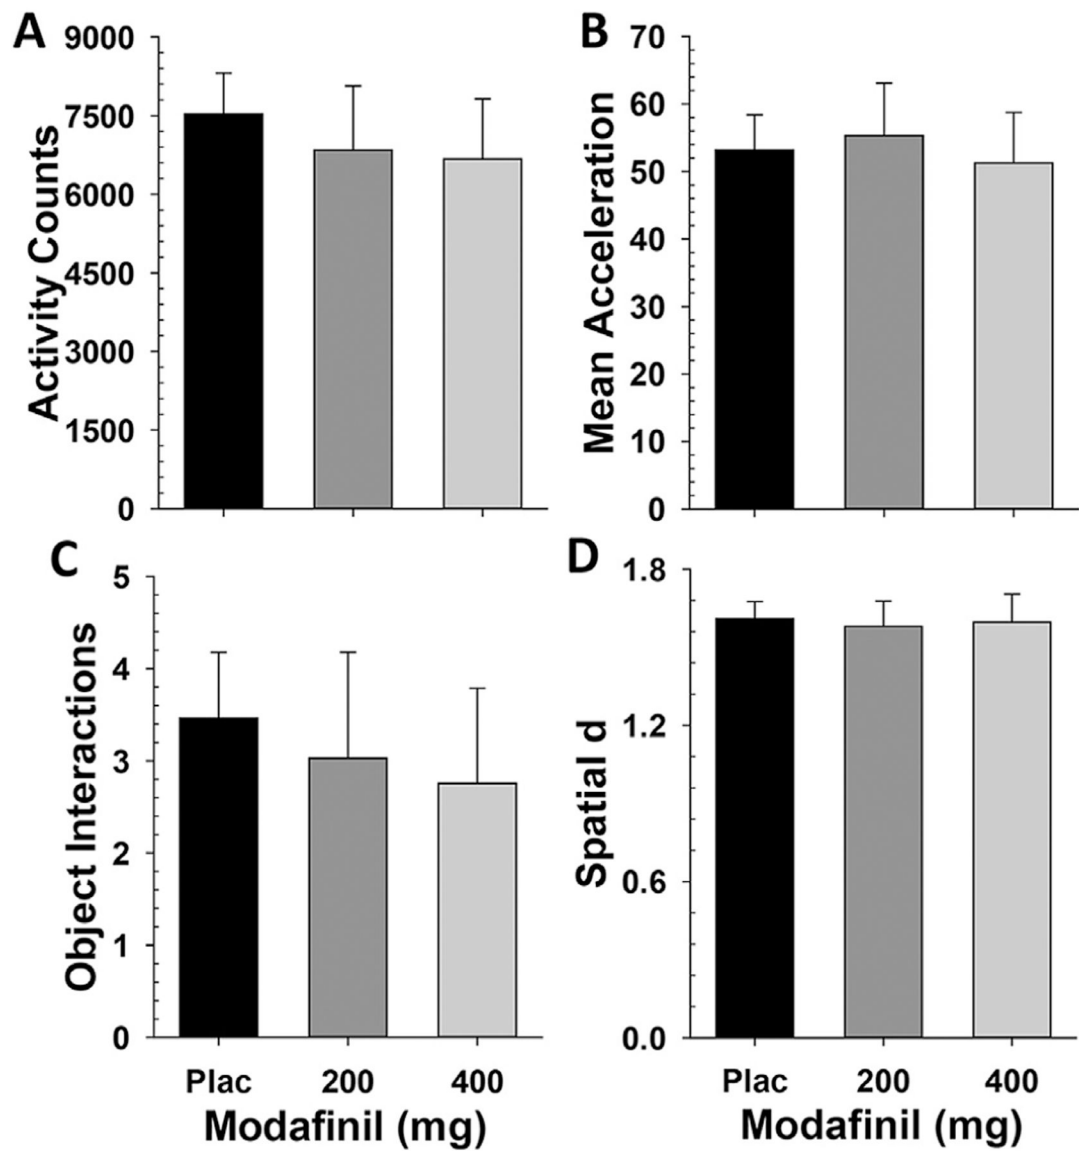 A
9000
7500
6000
4500
3000
1500
0
Activity Counts
B
70
60
50
40
30
20
10
0
Mean Acceleration
C
5
4
3
2
1
0
Object Interactions
Plac 200 400
Modafinil (mg)
D
1.8
1.2
0.6
0.0
Spatial d
Plac 200 400
Modafinil (mg)